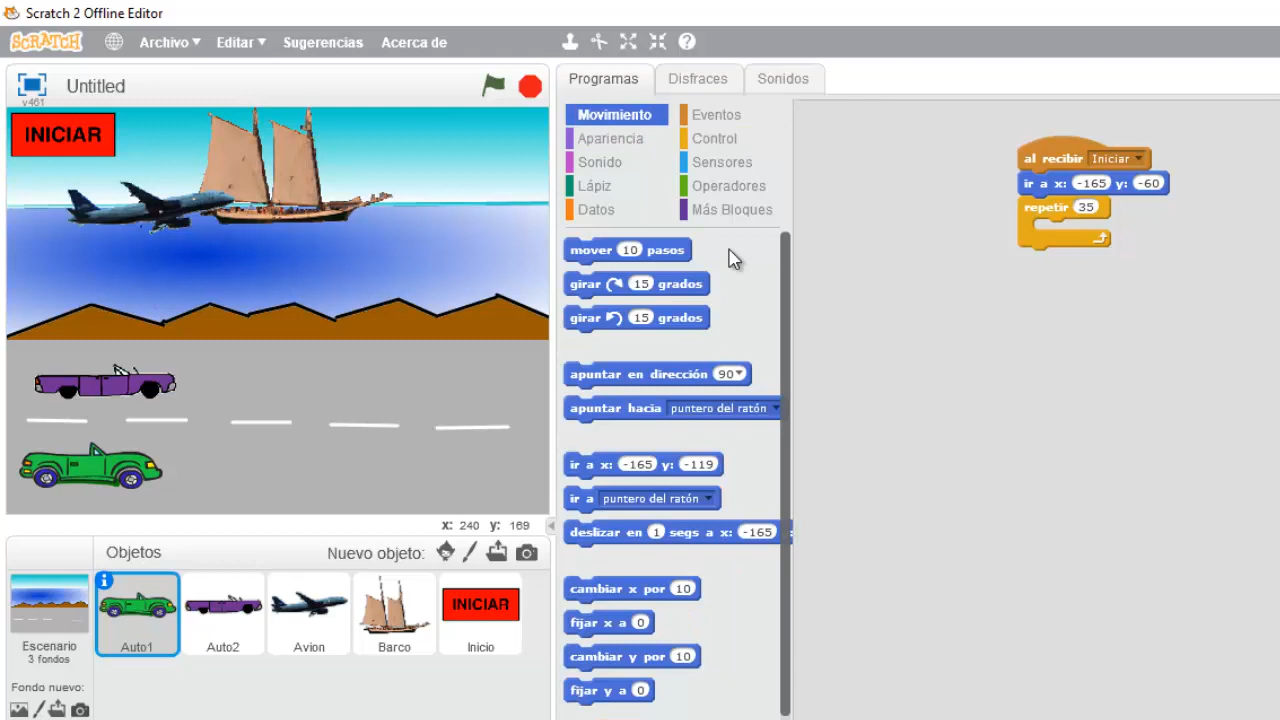 Scratch 2 Offline Editor
SCRATCH Archivo Editar Sugerencias Acerca de
Untitled
v461
INICIAR
x: 240 y: 169
Objetos Nuevo objeto:
INICIAR
Escenario
3 fondos
Auto1 Auto2 Avion Barco Inicio
Fondo nuevo:
Programas Disfraces Sonidos
Movimiento Eventos
Apariencia Control
Sonido Sensores
Lápiz Operadores
Datos Más Bloques
mover 10 pasos
girar 15 grados
girar 15 grados
apuntar en dirección 90
apuntar hacia puntero del ratón
ir a x: -165 y: -119
ir a puntero del ratón
deslizar en 1 segs a x: -165
cambiar x por 10
fijar x a 0
cambiar y por 10
fijar y a 0
al recibir Iniciar
ir a x: -165 y: -60
repetir 35